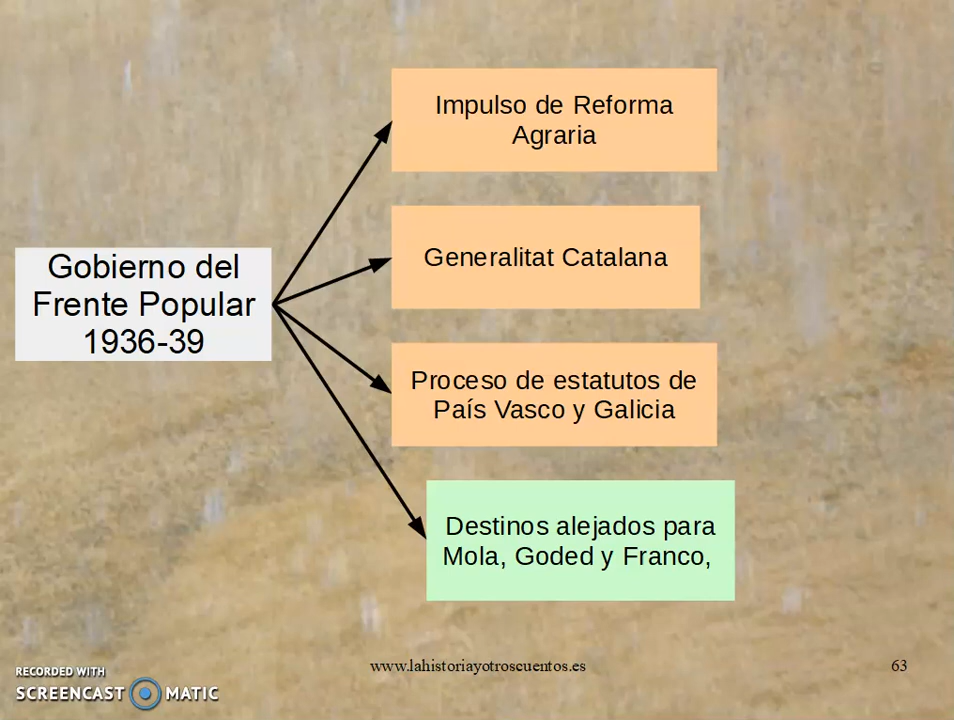 Impulso de Reforma
Agraria
Generalitat Catalana
Gobierno del
Frente Popular
1936-39
Proceso de estatutos de
País Vasco y Galicia
Destinos alejados para
Mola, Goded y Franco,
www.lahistoriayotroscuentos.es
63
RECORDED WITH
SCREENCAST MATIC